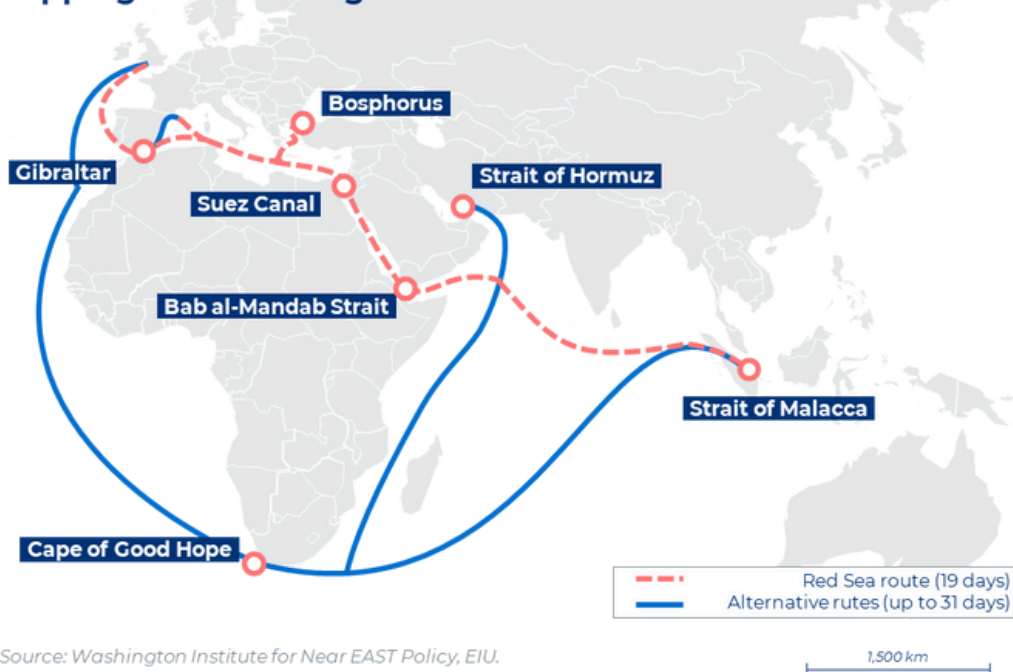 Bosphorus
Gibraltar
Strait of Hormuz
Suez Canal
Bab al-Mandab Strait
Strait of Malacca
Cape of Good Hope
Red Sea route (19 days)
Alternative rutes (up to 31 days)
Source: Washington Institute for Near EAST Policy, EIU.
1,500 km